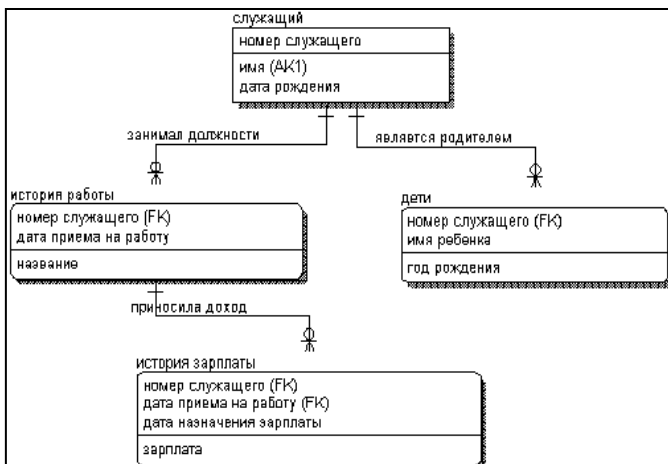 служащий
номер служащего
имя (AK1)
дата рождения
занимал должности
является родителем
история работы
номер служащего (FK)
дата приема на работу
название
дети
номер служащего (FK)
имя ребенка
год рождения
приносила доход
история зарплаты
номер служащего (FK)
дата приема на работу (FK)
дата назначения зарплаты
зарплата